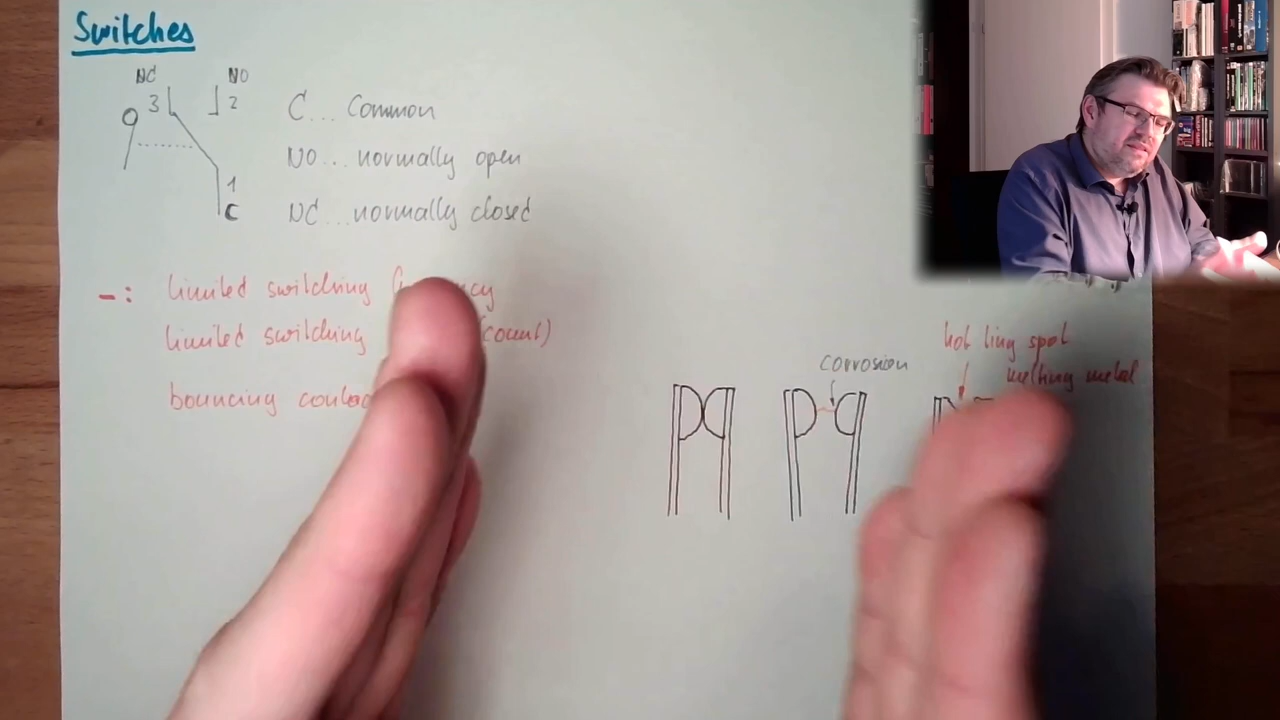 Switches
NC NO
3 2
1
C
C... Common
NO... normally open
NC... normally closed
-: limited switching
limited switching (count)
bouncing
corrosion
hot ling spot
melting metal